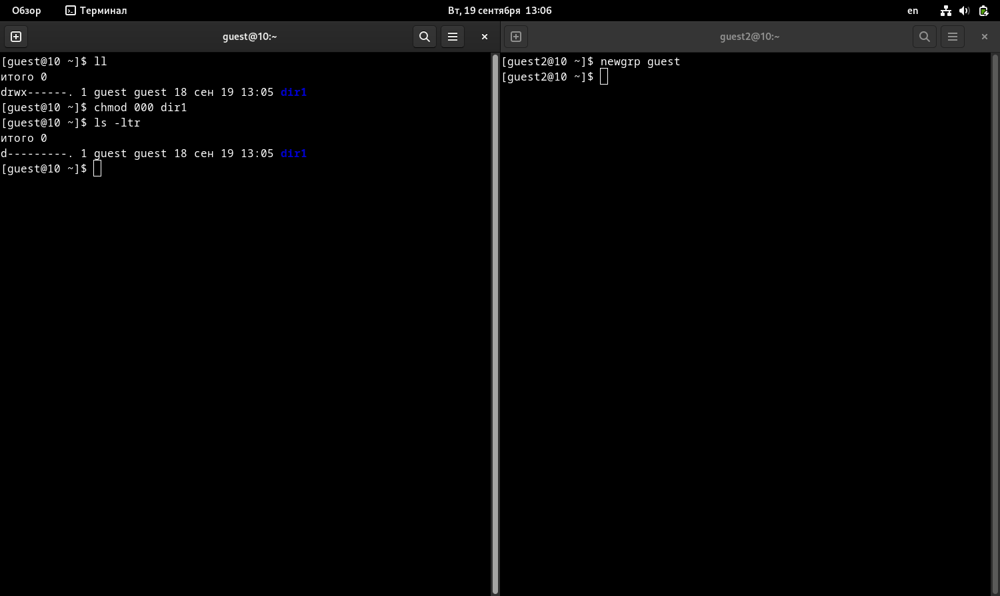 Обзор Терминал Вт, 19 сентября 13:06 en
guest@10:~
[guest@10 ~]$ ll
итого 0
drwx------. 1 guest guest 18 сен 19 13:05 dir1
[guest@10 ~]$ chmod 000 dir1
[guest@10 ~]$ ls -ltr
итого 0
d---------. 1 guest guest 18 сен 19 13:05 dir1
[guest@10 ~]$
guest2@10:~
[guest2@10 ~]$ newgrp guest
[guest2@10 ~]$